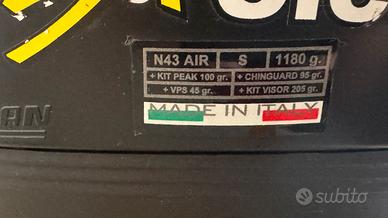 N43 AIR S 1180 g.
+ KIT PEAK 100 gr. + CHINGUARD 95 gr.
+ VPS 45 gr. + KIT VISOR 205 gr.
MADE IN ITALY
subito